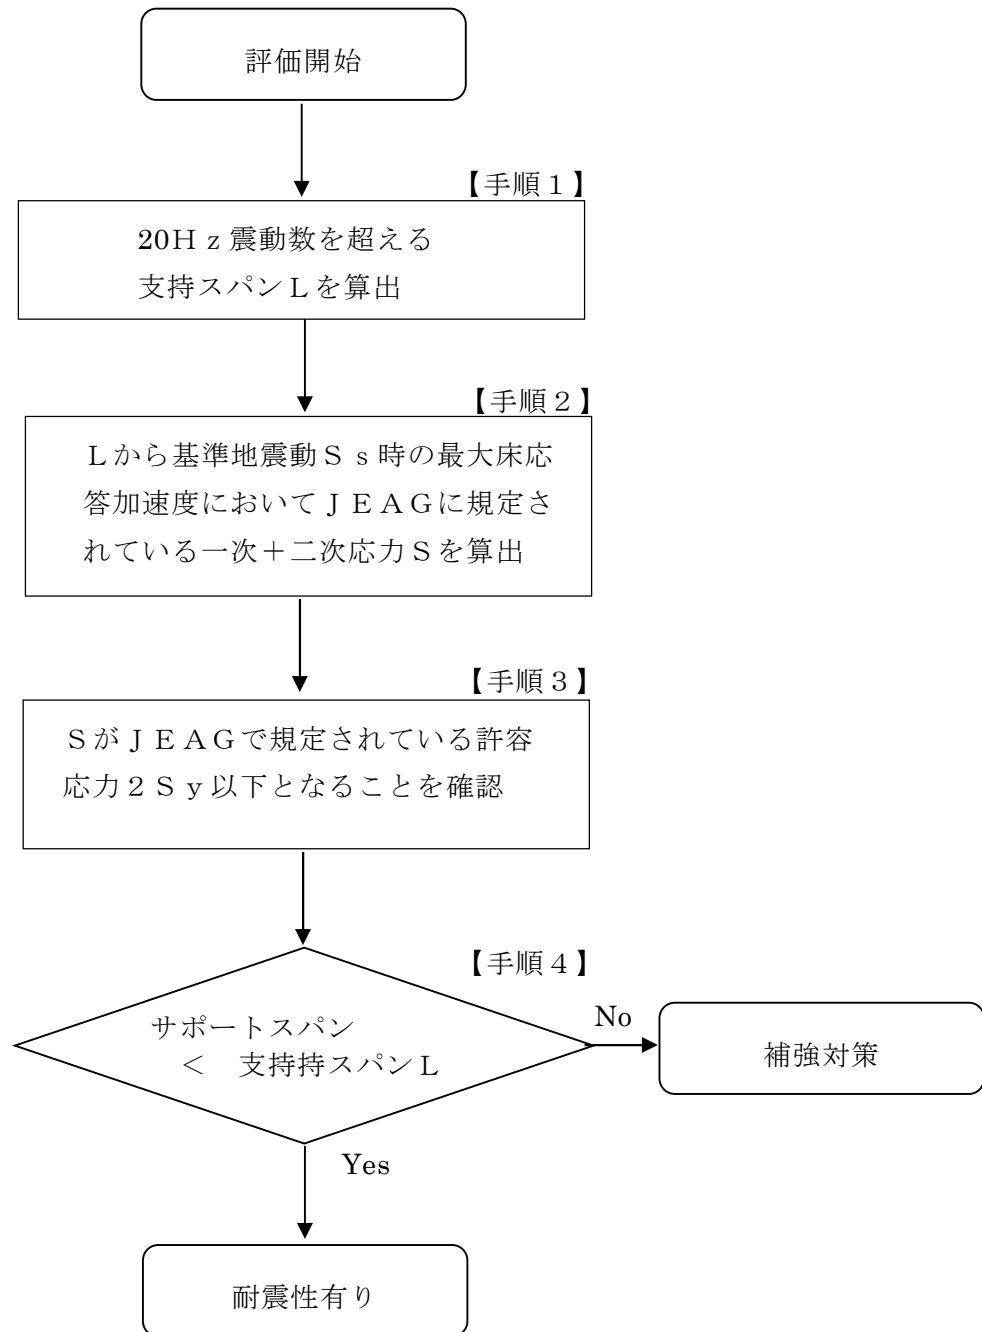 評価開始
【手順１】
20Ｈｚ震動数を超える
支持スパンＬを算出
【手順２】
Ｌから基準地震動Ｓｓ時の最大床応
答加速度においてＪＥＡＧに規定さ
れている一次＋二次応力Ｓを算出
【手順３】
ＳがＪＥＡＧで規定されている許容
応力２Ｓｙ以下となることを確認
【手順４】
サポートスパン
＜　支持持スパンＬ
No
補強対策
Yes
耐震性有り